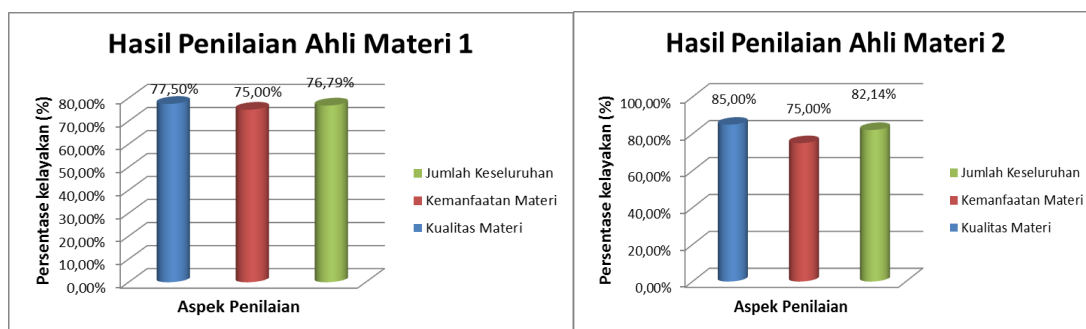 Hasil Penilaian Ahli Materi 1
Persentase kelayakan (%)
80,00%
70,00%
60,00%
50,00%
40,00%
30,00%
20,00%
10,00%
0,00%
77,50%
75,00%
76,79%
Aspek Penilaian
Jumlah Keseluruhan
Kemanfaatan Materi
Kualitas Materi
Hasil Penilaian Ahli Materi 2
Persentase kelayakan (%)
100,00%
80,00%
60,00%
40,00%
20,00%
0,00%
85,00%
75,00%
82,14%
Aspek Penilaian
Jumlah Keseluruhan
Kemanfaatan Materi
Kualitas Materi